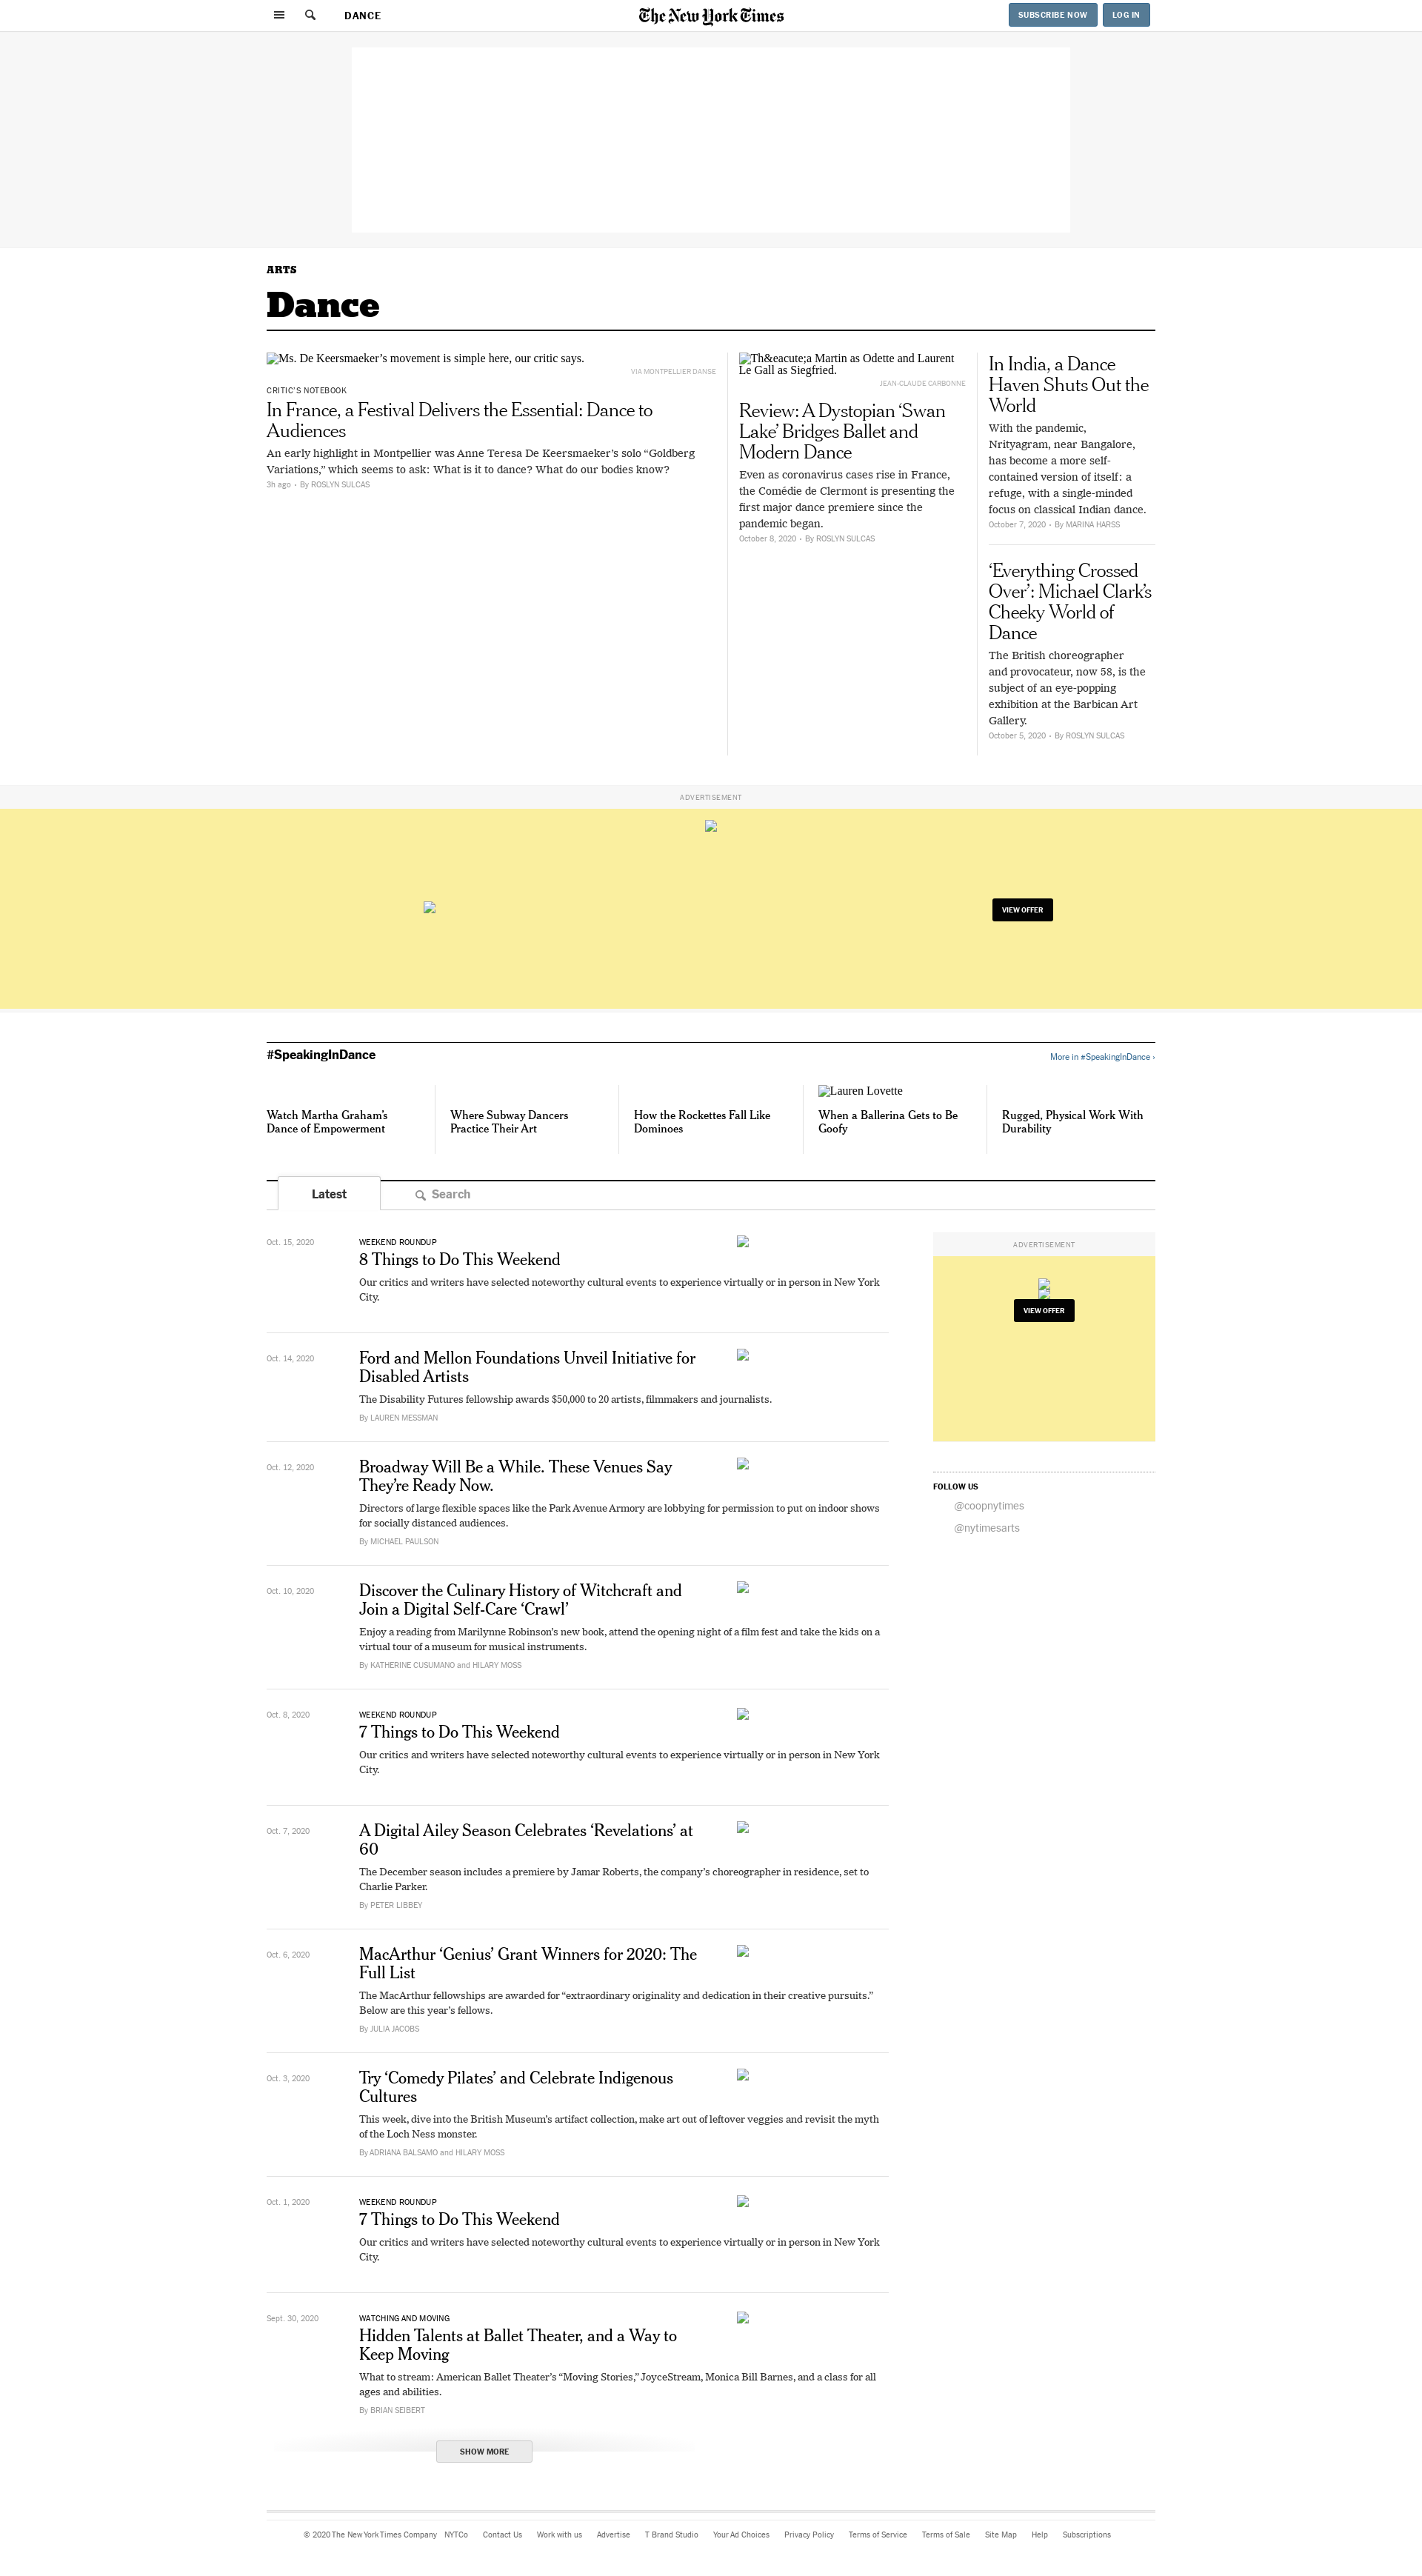 DANCE
The New York Times
SUBSCRIBE NOW
LOG IN
ARTS
Dance
Ms. De Keersmaeker’s movement is simple here, our critic says.
VIA MONTPELLIER DANSE
CRITIC’S NOTEBOOK
In France, a Festival Delivers the Essential: Dance to
Audiences
An early highlight in Montpellier was Anne Teresa De Keersmaeker’s solo “Goldberg
Variations,” which seems to ask: What is it to dance? What do our bodies know?
3h ago • By ROSLYN SULCAS
Th&eacute;a Martin as Odette and Laurent
Le Gall as Siegfried.
JEAN-CLAUDE CARBONNE
Review: A Dystopian ‘Swan
Lake’ Bridges Ballet and
Modern Dance
Even as coronavirus cases rise in France,
the Comédie de Clermont is presenting the
first major dance premiere since the
pandemic began.
October 8, 2020 • By ROSLYN SULCAS
In India, a Dance
Haven Shuts Out the
World
With the pandemic,
Nrityagram, near Bangalore,
has become a more self-
contained version of itself: a
refuge, with a single-minded
focus on classical Indian dance.
October 7, 2020 • By MARINA HARSS
‘Everything Crossed
Over’: Michael Clark’s
Cheeky World of
Dance
The British choreographer
and provocateur, now 58, is the
subject of an eye-popping
exhibition at the Barbican Art
Gallery.
October 5, 2020 • By ROSLYN SULCAS
ADVERTISEMENT
VIEW OFFER
#SpeakingInDance
More in #SpeakingInDance ›
Watch Martha Graham’s
Dance of Empowerment
Where Subway Dancers
Practice Their Art
How the Rockettes Fall Like
Dominoes
Lauren Lovette
When a Ballerina Gets to Be
Goofy
Rugged, Physical Work With
Durability
Latest
Search
Oct. 15, 2020
WEEKEND ROUNDUP
8 Things to Do This Weekend
Our critics and writers have selected noteworthy cultural events to experience virtually or in person in New York
City.
Oct. 14, 2020
Ford and Mellon Foundations Unveil Initiative for
Disabled Artists
The Disability Futures fellowship awards $50,000 to 20 artists, filmmakers and journalists.
By LAUREN MESSMAN
Oct. 12, 2020
Broadway Will Be a While. These Venues Say
They’re Ready Now.
Directors of large flexible spaces like the Park Avenue Armory are lobbying for permission to put on indoor shows
for socially distanced audiences.
By MICHAEL PAULSON
Oct. 10, 2020
Discover the Culinary History of Witchcraft and
Join a Digital Self-Care ‘Crawl’
Enjoy a reading from Marilynne Robinson’s new book, attend the opening night of a film fest and take the kids on a
virtual tour of a museum for musical instruments.
By KATHERINE CUSUMANO and HILARY MOSS
Oct. 8, 2020
WEEKEND ROUNDUP
7 Things to Do This Weekend
Our critics and writers have selected noteworthy cultural events to experience virtually or in person in New York
City.
Oct. 7, 2020
A Digital Ailey Season Celebrates ‘Revelations’ at
60
The December season includes a premiere by Jamar Roberts, the company’s choreographer in residence, set to
Charlie Parker.
By PETER LIBBEY
Oct. 6, 2020
MacArthur ‘Genius’ Grant Winners for 2020: The
Full List
The MacArthur fellowships are awarded for “extraordinary originality and dedication in their creative pursuits.”
Below are this year’s fellows.
By JULIA JACOBS
Oct. 3, 2020
Try ‘Comedy Pilates’ and Celebrate Indigenous
Cultures
This week, dive into the British Museum’s artifact collection, make art out of leftover veggies and revisit the myth
of the Loch Ness monster.
By ADRIANA BALSAMO and HILARY MOSS
Oct. 1, 2020
WEEKEND ROUNDUP
7 Things to Do This Weekend
Our critics and writers have selected noteworthy cultural events to experience virtually or in person in New York
City.
Sept. 30, 2020
WATCHING AND MOVING
Hidden Talents at Ballet Theater, and a Way to
Keep Moving
What to stream: American Ballet Theater’s “Moving Stories,” JoyceStream, Monica Bill Barnes, and a class for all
ages and abilities.
By BRIAN SEIBERT
SHOW MORE
ADVERTISEMENT
VIEW OFFER
FOLLOW US
@coopnytimes
@nytimesarts
© 2020 The New York Times Company NYTCo Contact Us Work with us Advertise T Brand Studio Your Ad Choices Privacy Policy Terms of Service Terms of Sale Site Map Help Subscriptions